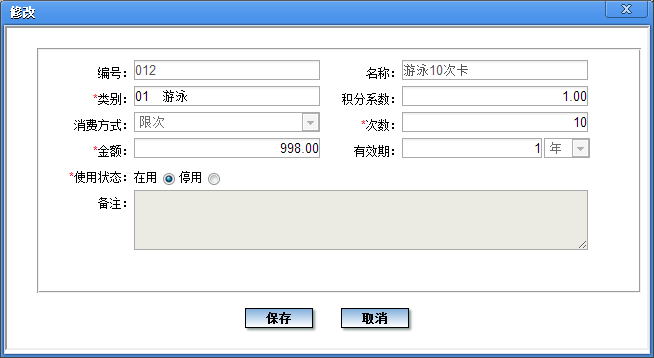 修改
编号: 012 名称: 游泳10次卡
*类别: 01 游泳 积分系数: 1.00
消费方式: 限次 *次数: 10
*金额: 998.00 有效期: 1 年
*使用状态: 在用 停用
备注:
保存 取消